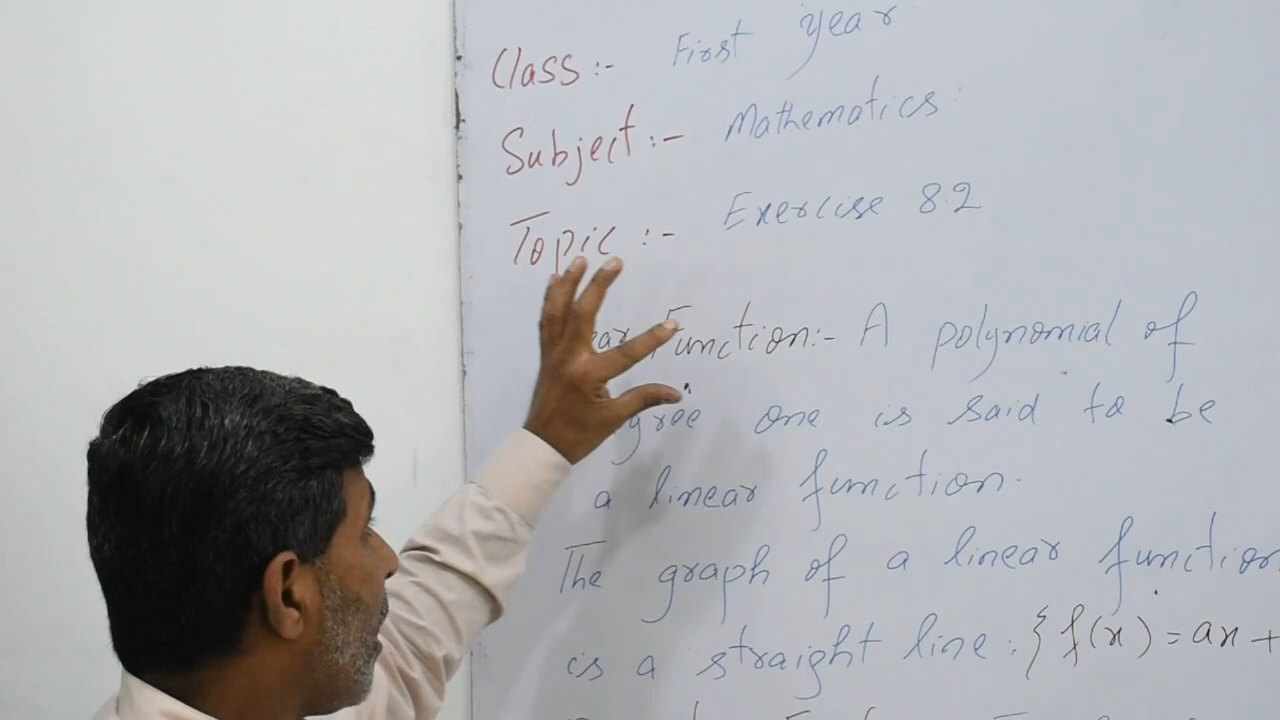 Class:- First year
Subject:- Mathematics
Topic:- Exercise 8.2
Function:- A polynomial of
one is said to be
a linear function.
The graph of a linear function
is a straight line. {f(x) = ax +